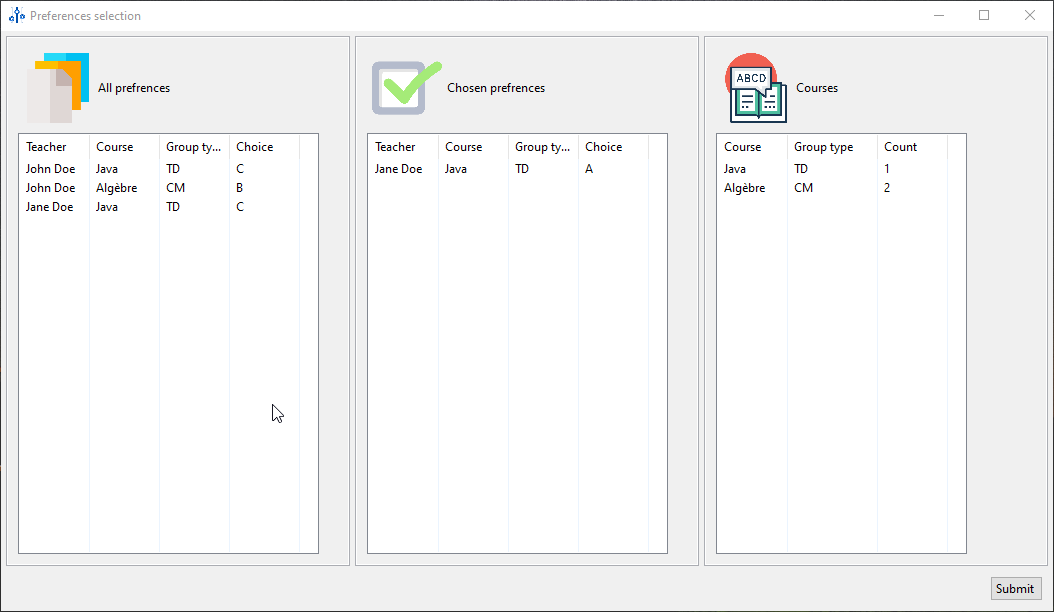 Preferences selection
All prefrences
Teacher Course Group ty... Choice
John Doe Java TD C
John Doe Algèbre CM B
Jane Doe Java TD C
Chosen prefrences
Teacher Course Group ty... Choice
Jane Doe Java TD A
ABCD
Courses
Course Group type Count
Java TD 1
Algèbre CM 2
Submit